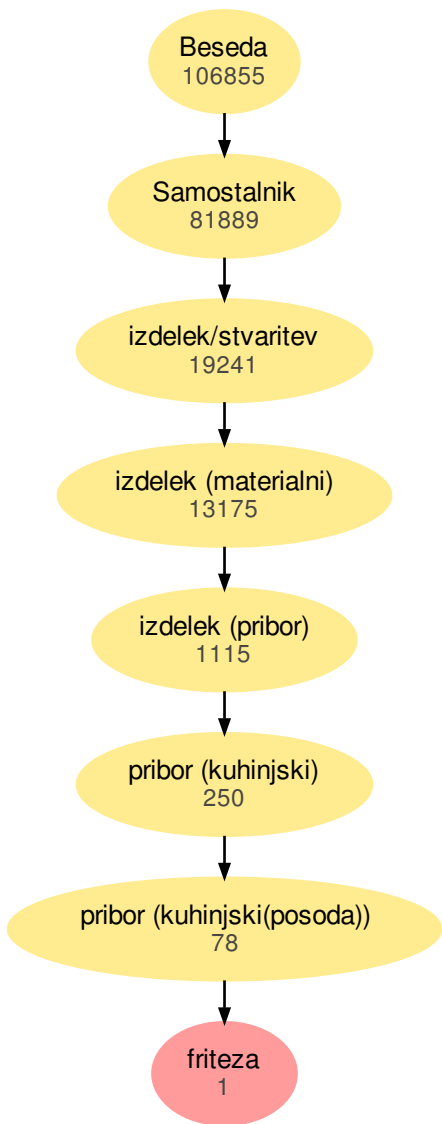 Beseda
106855
Samostalnik
81889
izdelek/stvaritev
19241
izdelek (materialni)
13175
izdelek (pribor)
1115
pribor (kuhinjski)
250
pribor (kuhinjski(posoda))
78
friteza
1